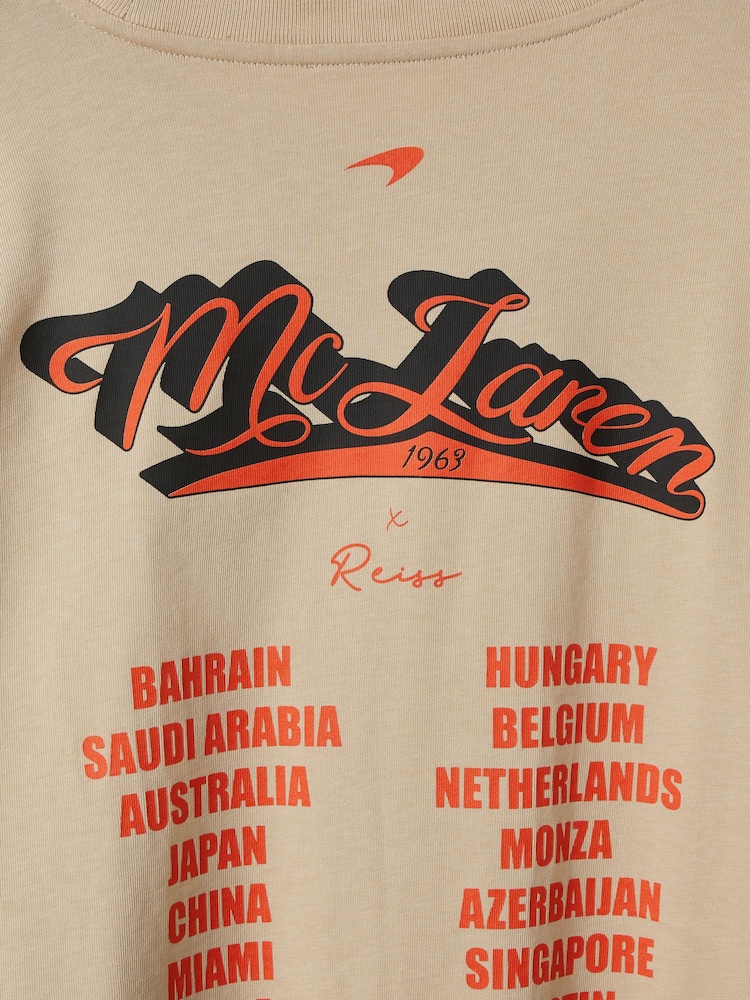 McLaren
1963
x
Reiss
BAHRAIN
SAUDI ARABIA
AUSTRALIA
JAPAN
CHINA
MIAMI
HUNGARY
BELGIUM
NETHERLANDS
MONZA
AZERBAIJAN
SINGAPORE